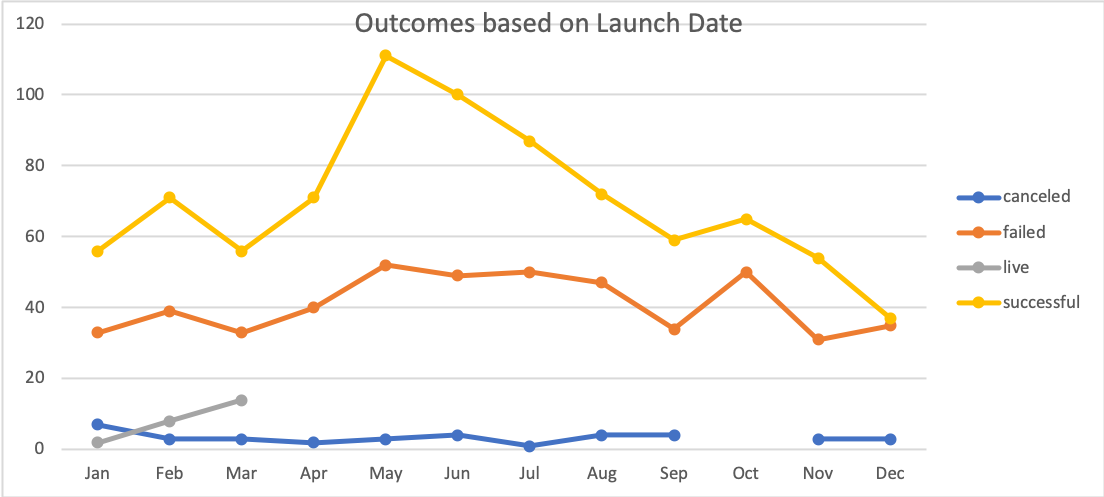 Outcomes based on Launch Date
120
100
80
60
40
20
0
Jan Feb Mar Apr May Jun Jul Aug Sep Oct Nov Dec
canceled
failed
live
successful